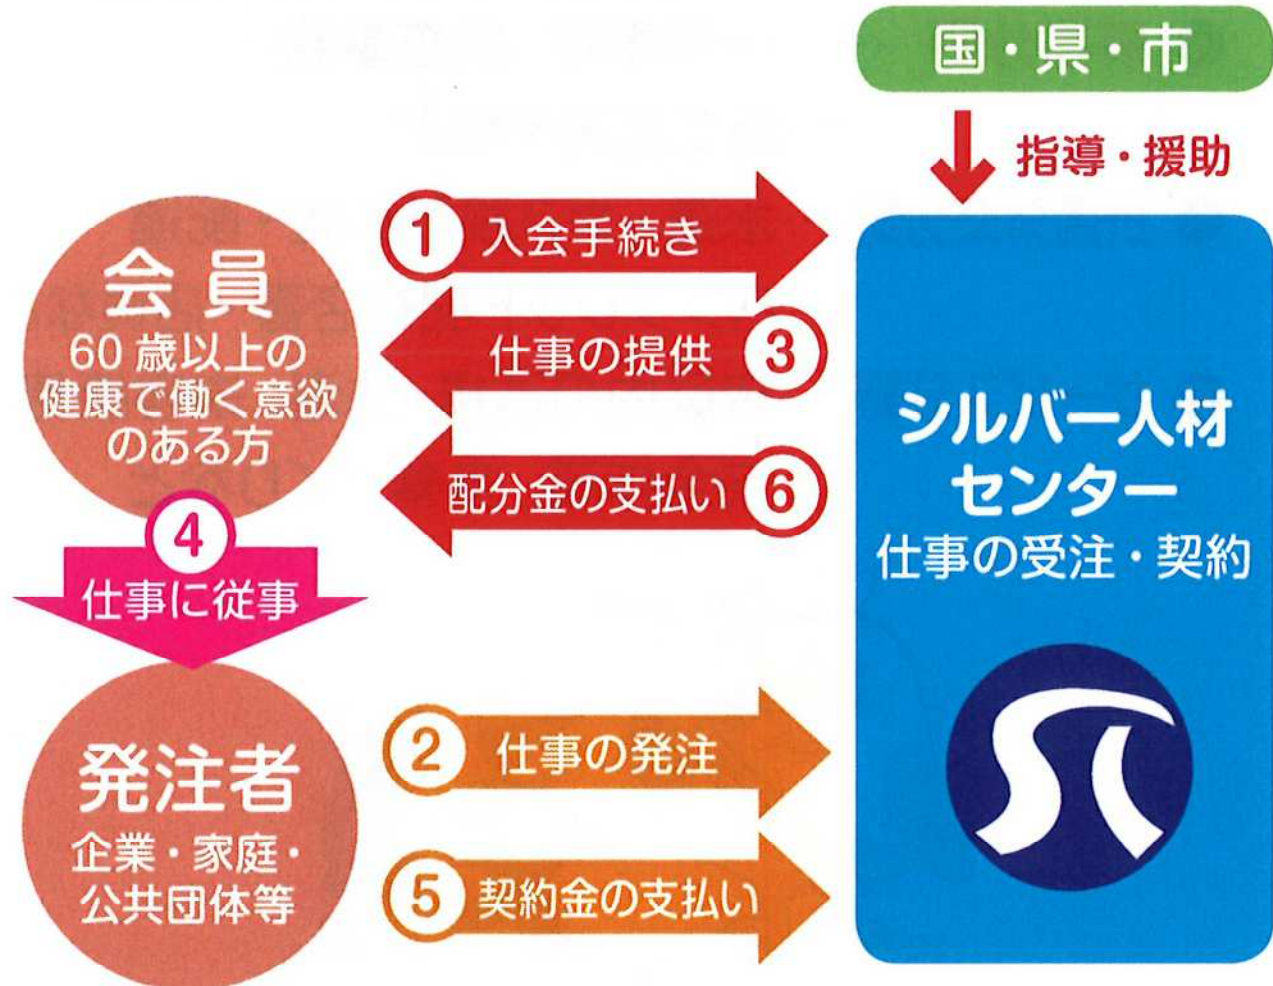 国・県・市
指導・援助
① 入会手続き
会員
60歳以上の
健康で働く意欲
のある方
仕事の提供 ③
配分金の支払い ⑥
シルバー人材
センター
仕事の受注・契約
④
仕事に従事
発注者
企業・家庭・
公共団体等
② 仕事の発注
⑤ 契約金の支払い